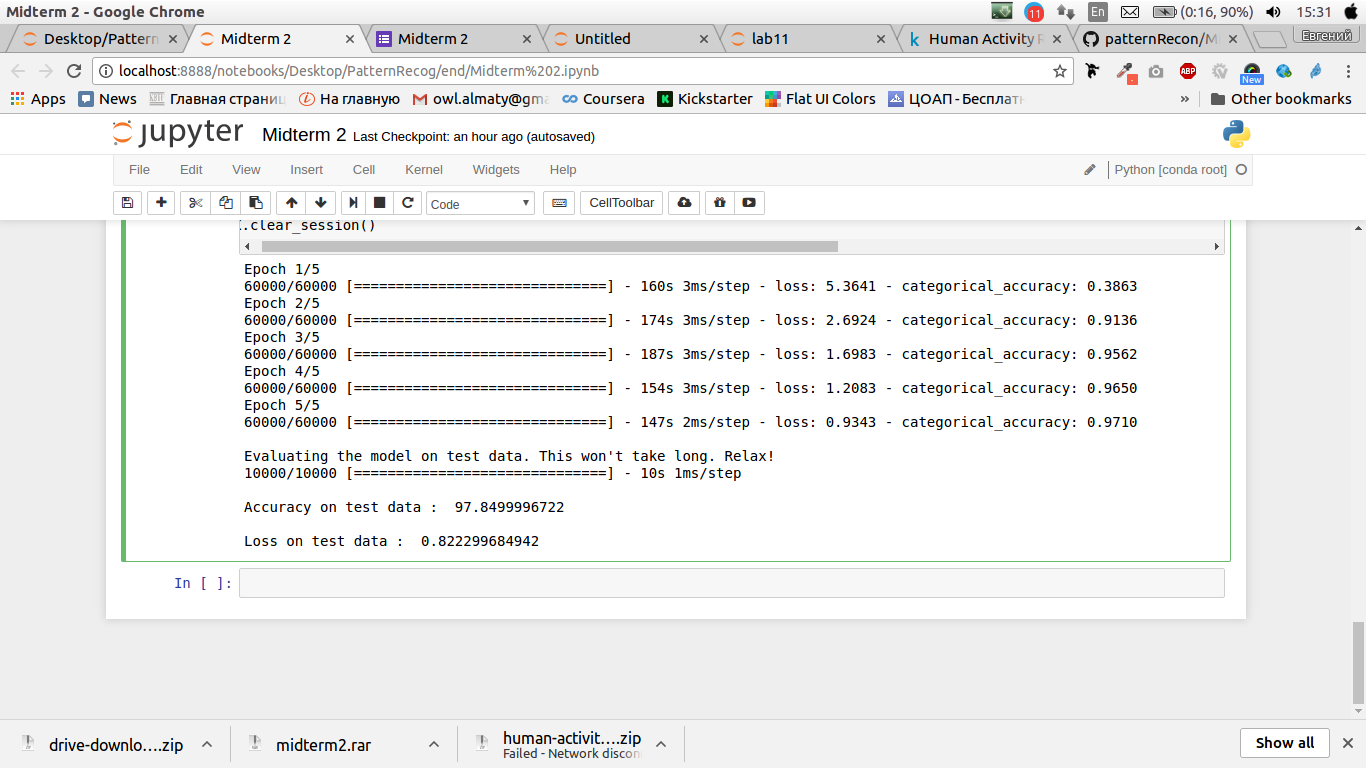 Midterm 2 - Google Chrome
11
En
(0:16, 90%)
15:31
Desktop/Pattern
Midterm 2
Midterm 2
Untitled
lab11
Human Activity R
patternRecon/M
Евгений
localhost:8888/notebooks/Desktop/PatternRecog/end/Midterm%202.ipynb
ABP
New
Apps
News
Главная страниц
На главную
owl.almaty@gma
Coursera
Kickstarter
Flat UI Colors
ЦОАП - Бесплатн
»
Other bookmarks
jupyter
Midterm 2
Last Checkpoint: an hour ago (autosaved)
File
Edit
View
Insert
Cell
Kernel
Widgets
Help
Python [conda root]
Code
CellToolbar
.clear_session()
Epoch 1/5
60000/60000 [==============================] - 160s 3ms/step - loss: 5.3641 - categorical_accuracy: 0.3863
Epoch 2/5
60000/60000 [==============================] - 174s 3ms/step - loss: 2.6924 - categorical_accuracy: 0.9136
Epoch 3/5
60000/60000 [==============================] - 187s 3ms/step - loss: 1.6983 - categorical_accuracy: 0.9562
Epoch 4/5
60000/60000 [==============================] - 154s 3ms/step - loss: 1.2083 - categorical_accuracy: 0.9650
Epoch 5/5
60000/60000 [==============================] - 147s 2ms/step - loss: 0.9343 - categorical_accuracy: 0.9710
Evaluating the model on test data. This won't take long. Relax!
10000/10000 [==============================] - 10s 1ms/step
Accuracy on test data :  97.8499996722
Loss on test data :  0.822299684942
In [ ]:
drive-downlo….zip
midterm2.rar
human-activit….zip
Failed - Network discon
Show all